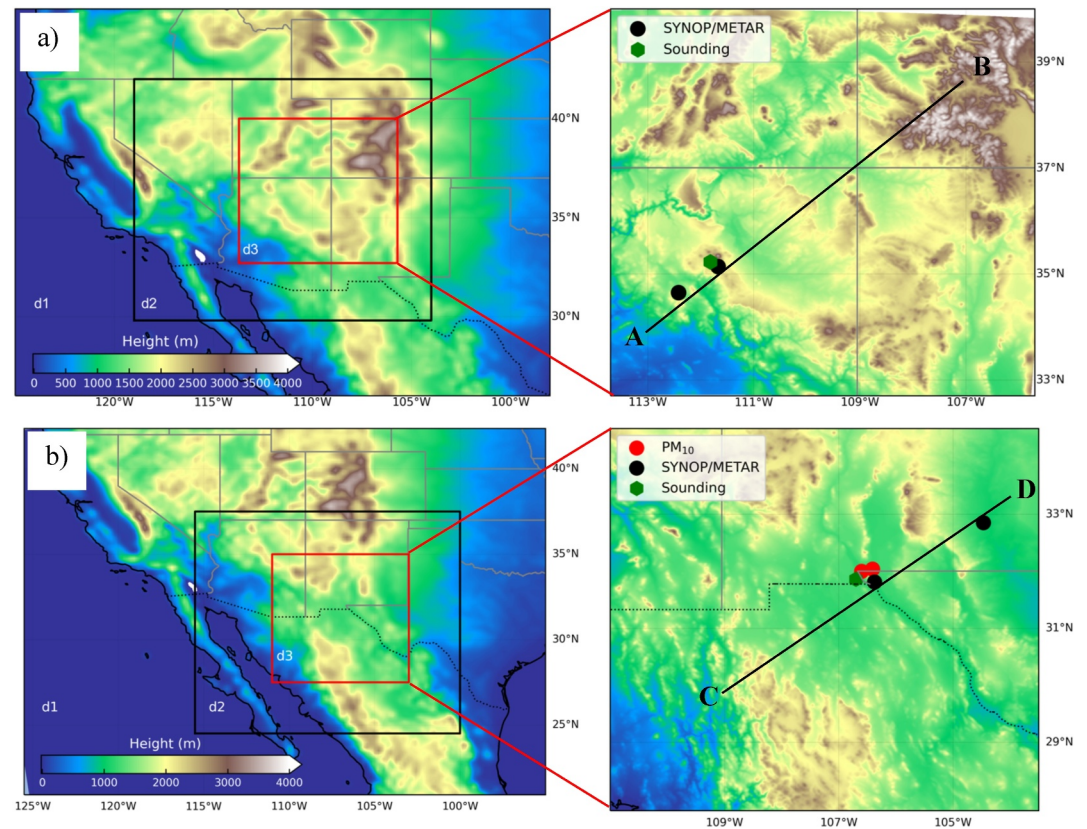 a)
d1
d2
d3
Height (m)
0 500 1000 1500 2000 2500 3000 3500 4000
40°N
35°N
30°N
120°W 115°W 110°W 105°W 100°W
SYNOP/METAR
Sounding
A
B
39°N
37°N
35°N
33°N
113°W 111°W 109°W 107°W
b)
d1
d2
d3
Height (m)
0 1000 2000 3000 4000
40°N
35°N
30°N
25°N
125°W 120°W 115°W 110°W 105°W 100°W
PM₁₀
SYNOP/METAR
Sounding
C
D
33°N
31°N
29°N
109°W 107°W 105°W